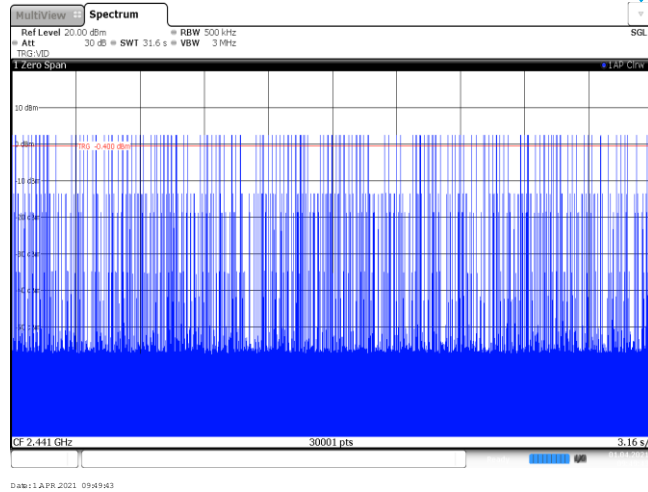 MultiView Spectrum
Ref Level 20.00 dBm RBW 500 kHz SGL
Att 30 dB SWT 31.6 s VBW 3 MHz
TRG:VID
1 Zero Span 1AP Clrw
10 dBm
0 dBm
TRG -0.400 dBm
CF 2.441 GHz 30001 pts 3.16 s/
Date: 1.APR.2021 09:49:43